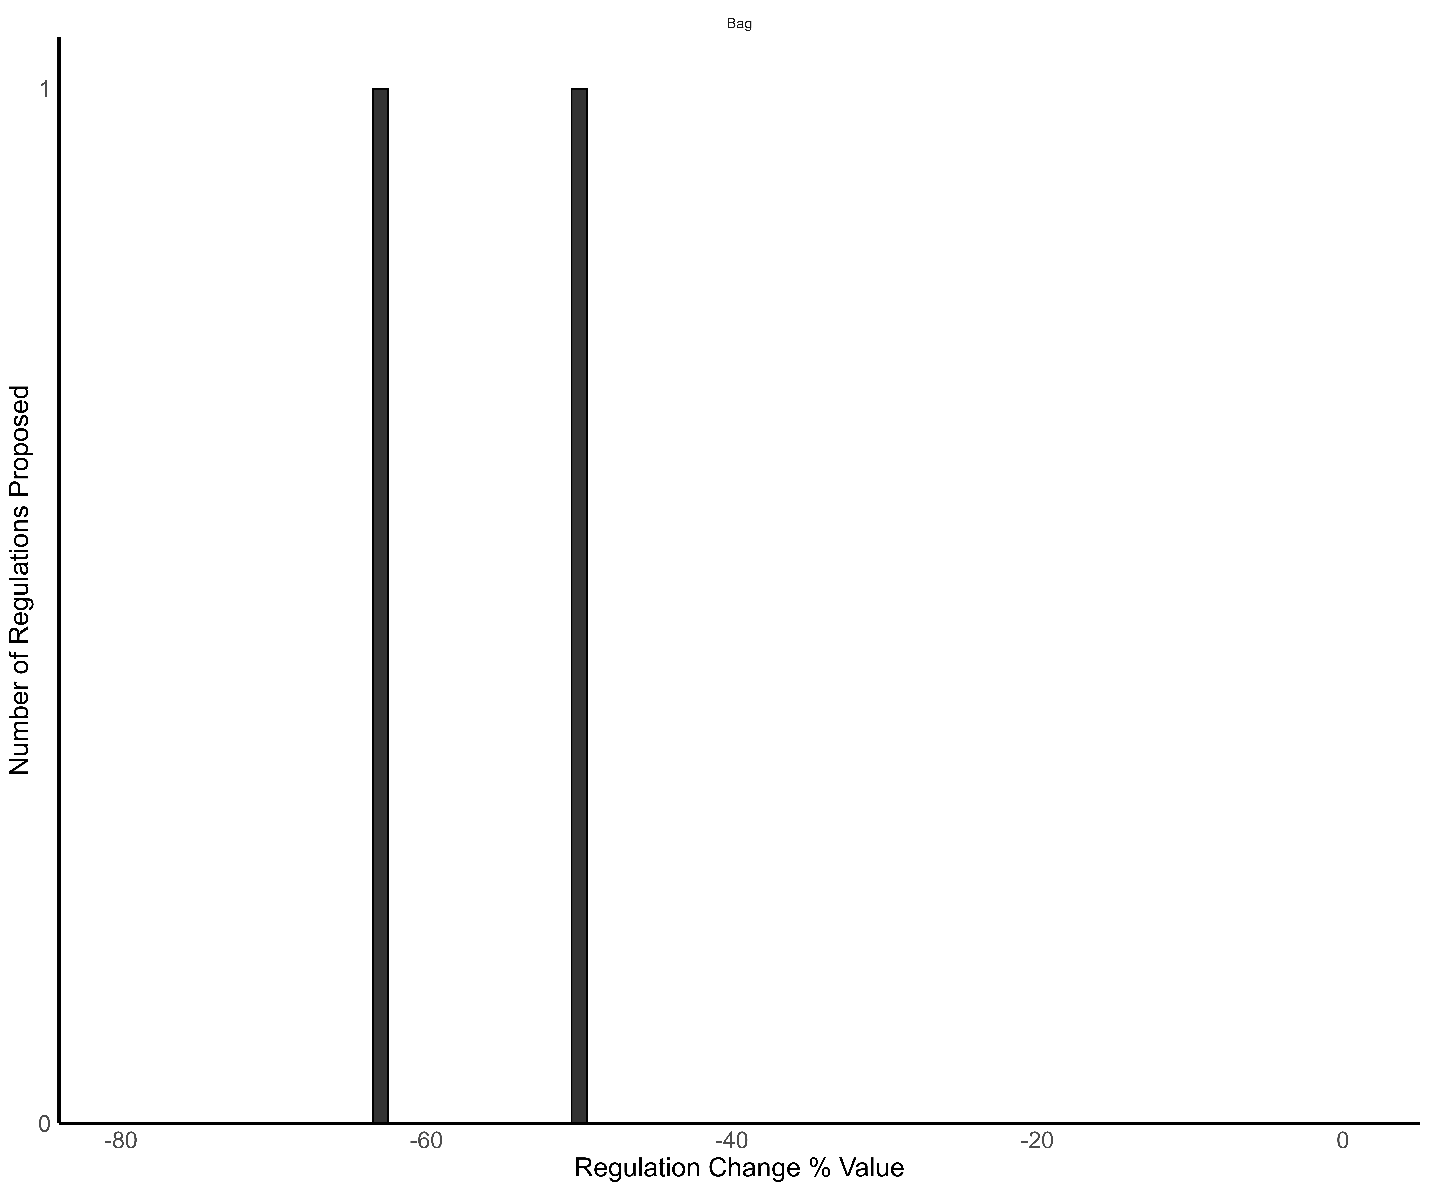 Bag
1
Number of Regulations Proposed
0
-80 -60 -40 -20 0
Regulation Change % Value